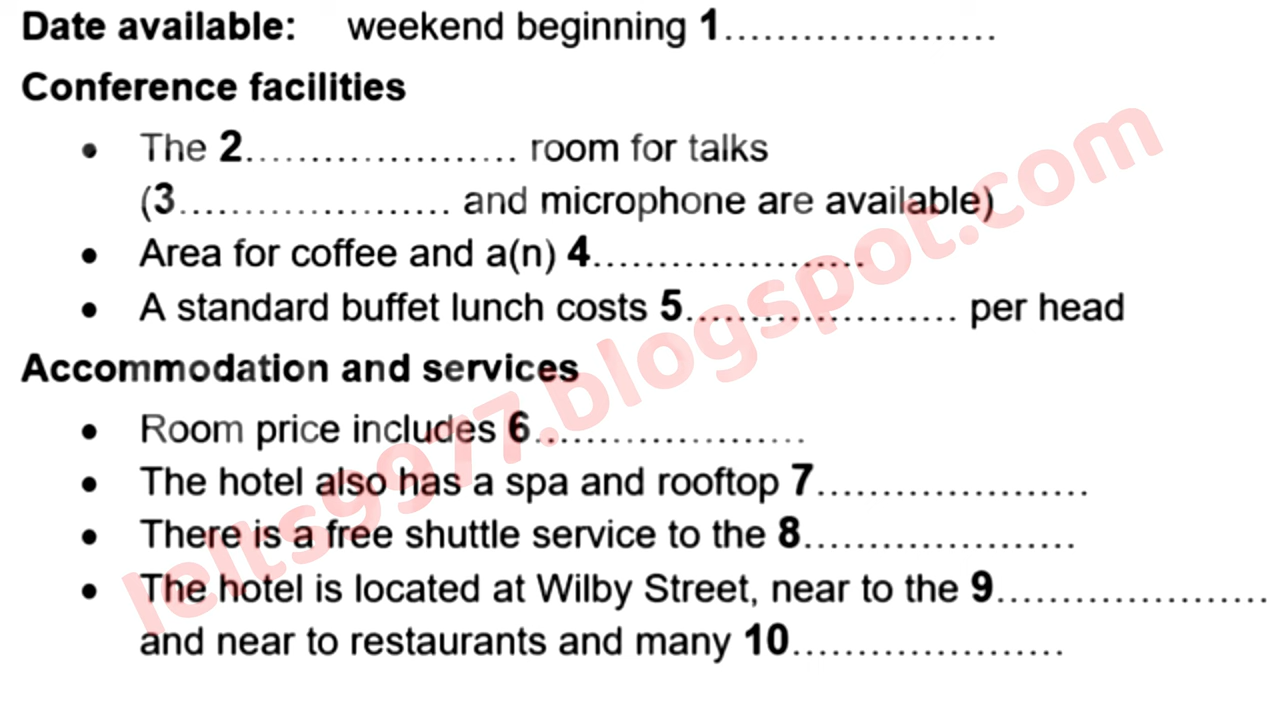 Date available: weekend beginning 1.....................
Conference facilities
• The 2..................... room for talks
(3..................... and microphone are available)
• Area for coffee and a(n) 4.....................
• A standard buffet lunch costs 5..................... per head
Accommodation and services
• Room price includes 6.....................
• The hotel also has a spa and rooftop 7.....................
• There is a free shuttle service to the 8.....................
• The hotel is located at Wilby Street, near to the 9.....................
and near to restaurants and many 10.....................
Ielts9977.blogspot.com